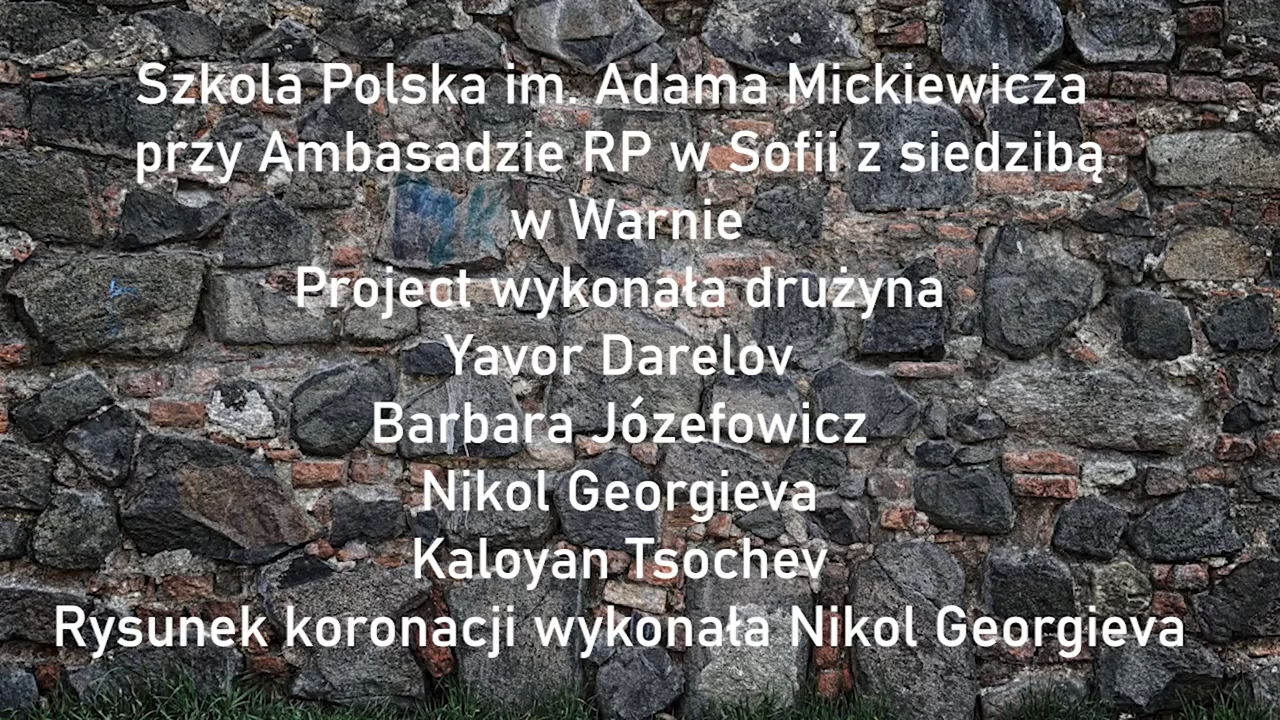 Szkola Polska im. Adama Mickiewicza
przy Ambasadzie RP w Sofii z siedzibą
w Warnie
Project wykonała drużyna
Yavor Darelov
Barbara Józefowicz
Nikol Georgieva
Kaloyan Tsochev
Rysunek koronacji wykonała Nikol Georgieva